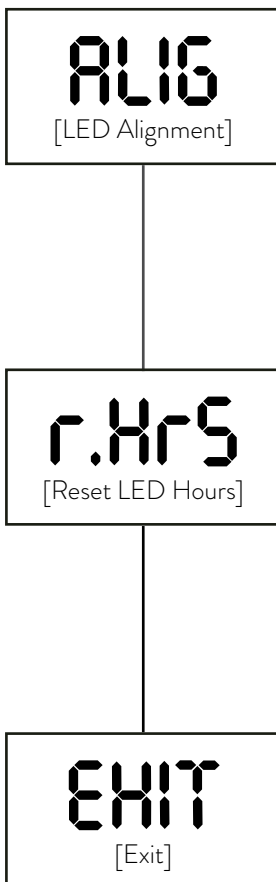 ALIG
[LED Alignment]
r.HrS
[Reset LED Hours]
EXIT
[Exit]